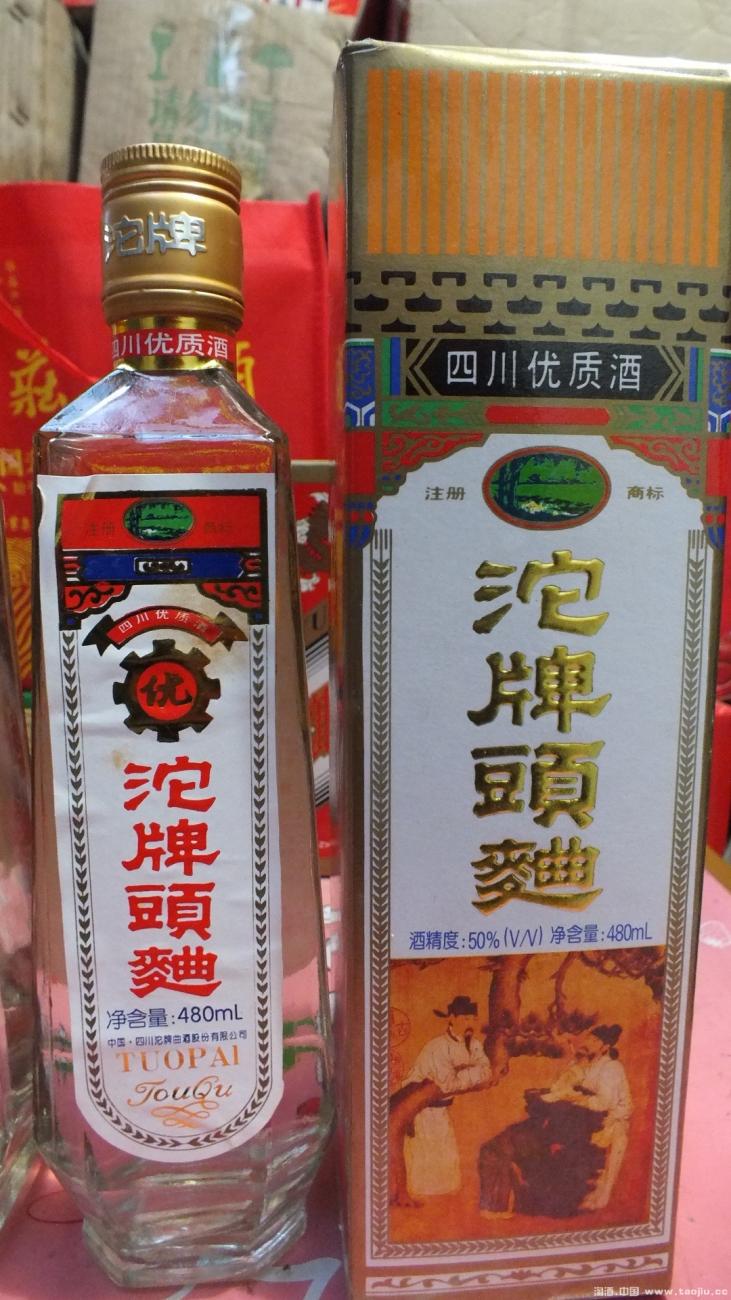 沱牌
四川优质酒
注册 商标
四川优质酒
优
沱牌頭麯
净含量:480mL
中国·四川沱牌曲酒股份有限公司
TUOPAI
TouQu
四川优质酒
注册 商标
沱牌頭麯
酒精度:50%(V/V) 净含量:480mL
莊
淘酒.中国 www.taojiu.cc